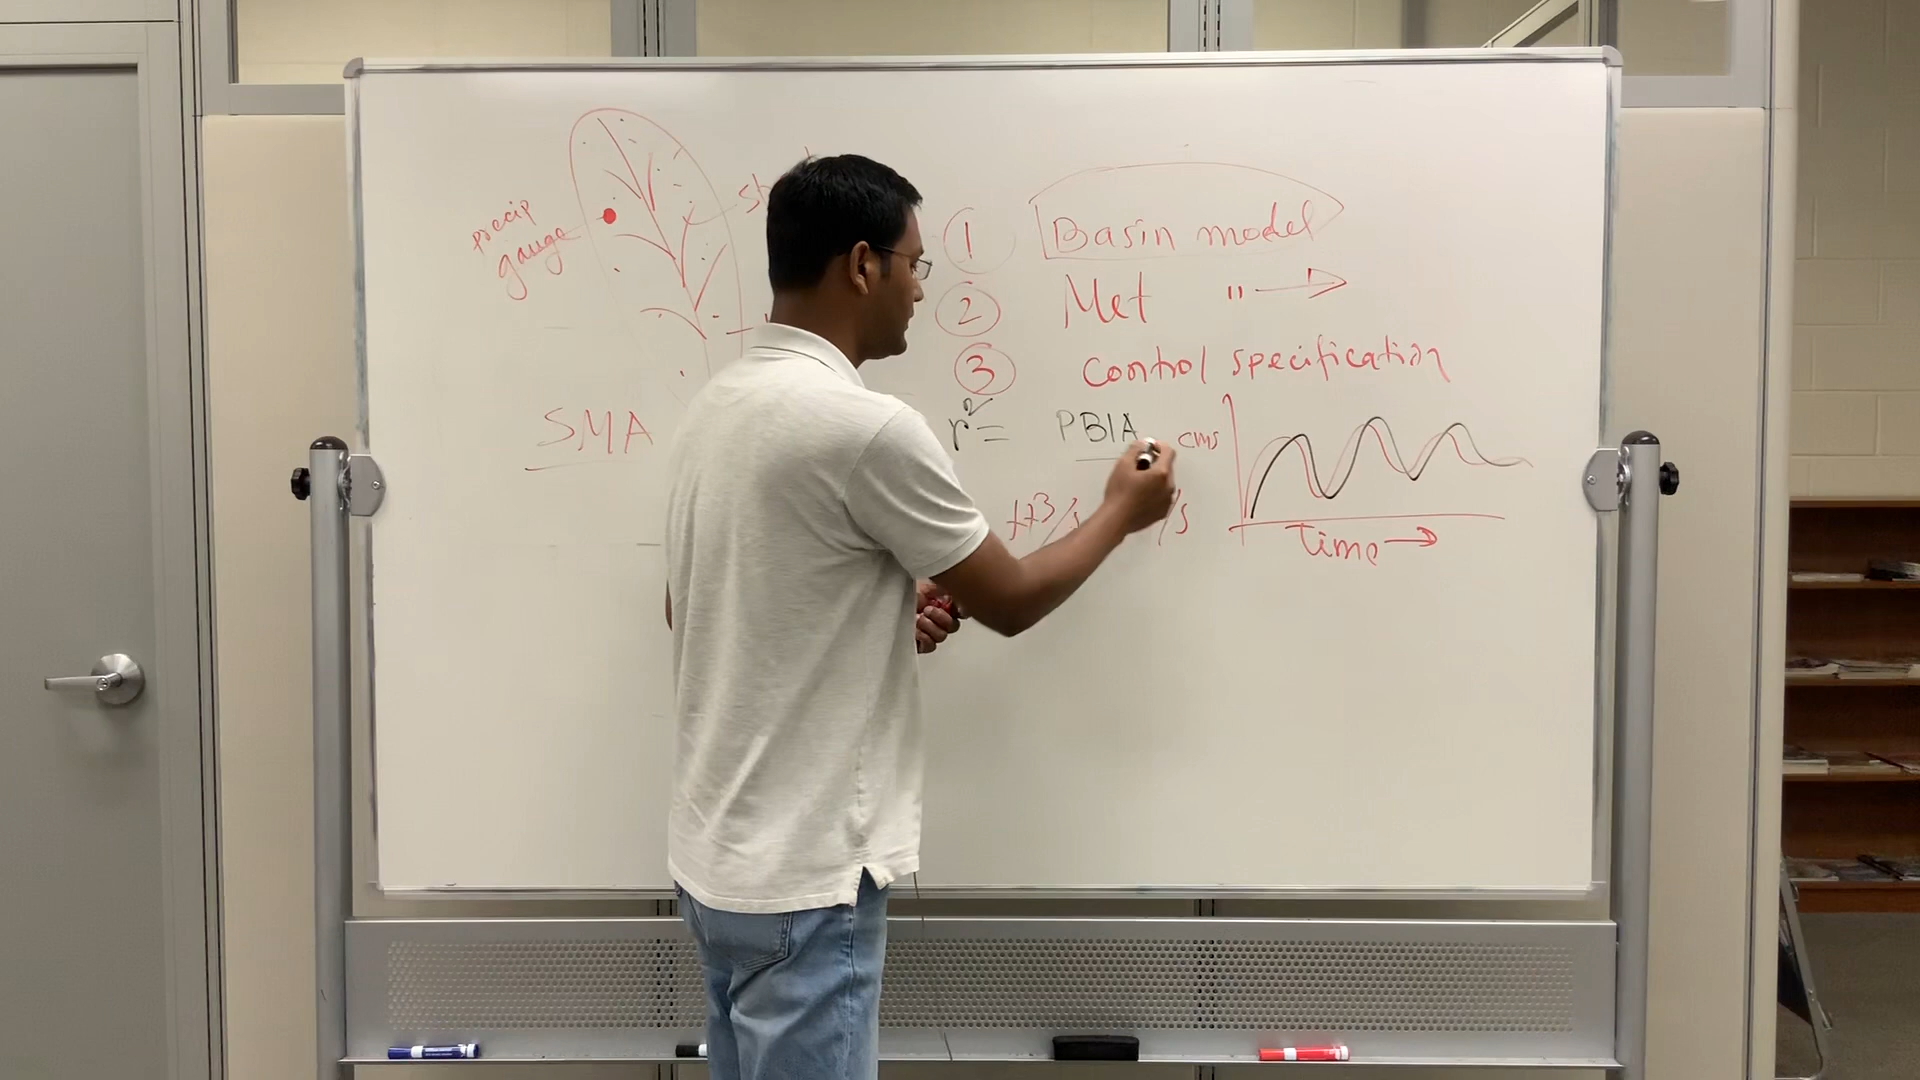 precip
gauge
1 Basin model
2 Met "
3 control specification
SMA
r²= PBIA
cms
ft3/s /s
Time